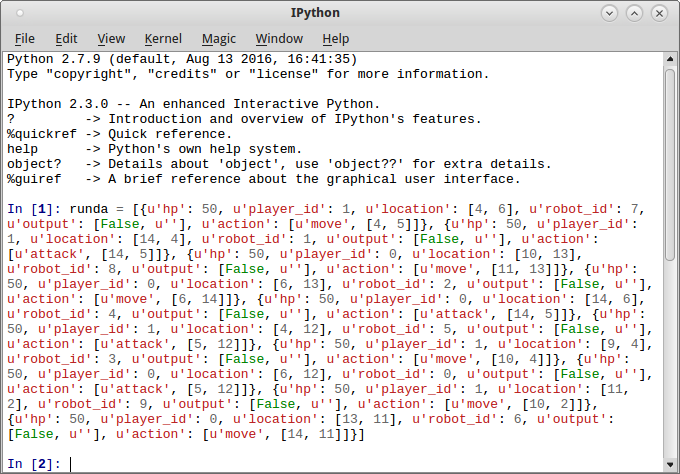 IPython
File Edit View Kernel Magic Window Help
Python 2.7.9 (default, Aug 13 2016, 16:41:35)
Type "copyright", "credits" or "license" for more information.
IPython 2.3.0 -- An enhanced Interactive Python.
?         -> Introduction and overview of IPython's features.
%quickref -> Quick reference.
help      -> Python's own help system.
object?   -> Details about 'object', use 'object??' for extra details.
%guiref   -> A brief reference about the graphical user interface.
In [1]: runda = [{u'hp': 50, u'player_id': 1, u'location': [4, 6], u'robot_id': 7,
u'output': [False, u''], u'action': [u'move', [4, 5]]}, {u'hp': 50, u'player_id':
1, u'location': [14, 4], u'robot_id': 1, u'output': [False, u''], u'action':
[u'attack', [14, 5]]}, {u'hp': 50, u'player_id': 0, u'location': [10, 13],
u'robot_id': 8, u'output': [False, u''], u'action': [u'move', [11, 13]]}, {u'hp':
50, u'player_id': 0, u'location': [6, 13], u'robot_id': 2, u'output': [False, u''],
u'action': [u'move', [6, 14]]}, {u'hp': 50, u'player_id': 0, u'location': [14, 6],
u'robot_id': 4, u'output': [False, u''], u'action': [u'attack', [14, 5]]}, {u'hp':
50, u'player_id': 1, u'location': [4, 12], u'robot_id': 5, u'output': [False, u''],
u'action': [u'attack', [5, 12]]}, {u'hp': 50, u'player_id': 1, u'location': [9, 4],
u'robot_id': 3, u'output': [False, u''], u'action': [u'move', [10, 4]]}, {u'hp':
50, u'player_id': 0, u'location': [6, 12], u'robot_id': 0, u'output': [False, u''],
u'action': [u'attack', [5, 12]]}, {u'hp': 50, u'player_id': 1, u'location': [11,
2], u'robot_id': 9, u'output': [False, u''], u'action': [u'move', [10, 2]]},
{u'hp': 50, u'player_id': 0, u'location': [13, 11], u'robot_id': 6, u'output':
[False, u''], u'action': [u'move', [14, 11]]}]
In [2]: